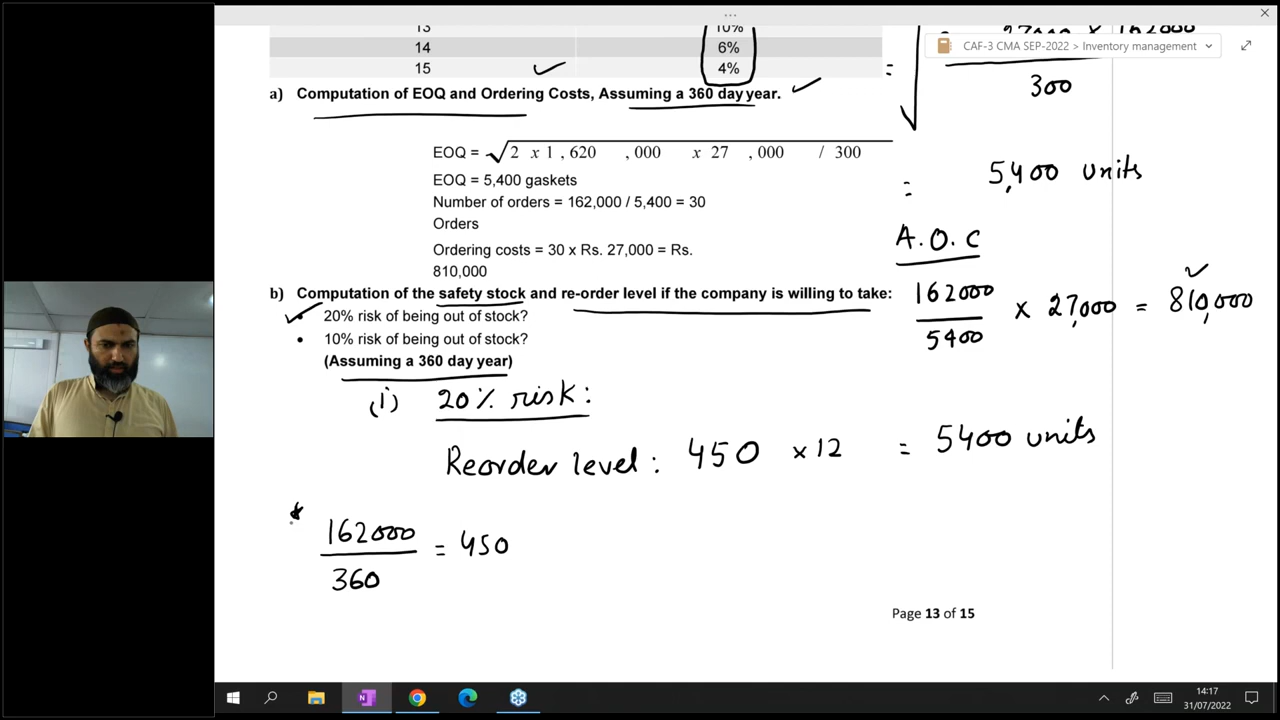 13 10%
14 6%
15 4%
CAF-3 CMA SEP-2022 > Inventory management
=
300
a) Computation of EOQ and Ordering Costs, Assuming a 360 day year.
EOQ = √2 x 1 , 620 , 000 x 27 , 000 / 300
= 5,400 units
EOQ = 5,400 gaskets
Number of orders = 162,000 / 5,400 = 30
Orders
A.O.C
Ordering costs = 30 x Rs. 27,000 = Rs.
810,000
162000 / 5400 × 27,000 = 810,000
b) Computation of the safety stock and re-order level if the company is willing to take:
• 20% risk of being out of stock?
• 10% risk of being out of stock?
(Assuming a 360 day year)
(i) 20% risk:
Reorder level: 450 × 12 = 5400 units
* 162000 / 360 = 450
Page 13 of 15
14:17
31/07/2022